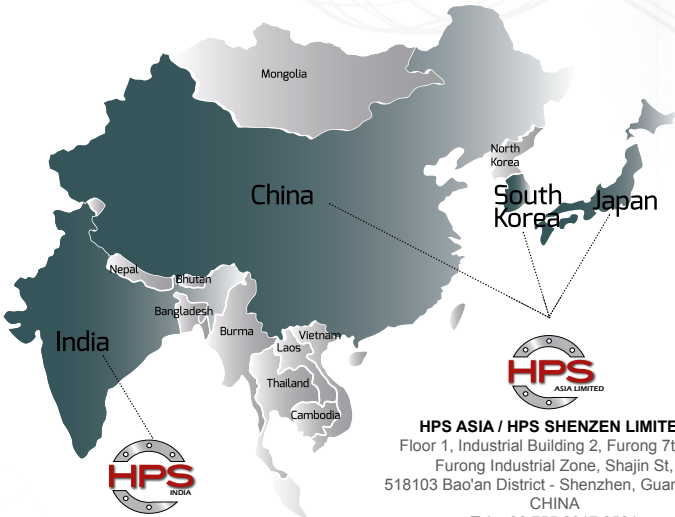 Mongolia
North
Korea
China
South
Korea
Japan
Nepal
Bhutan
Bangladesh
India
Burma
Vietnam
Laos
Thailand
Cambodia
HPS
ASIA LIMITED
HPS
INDIA
HPS ASIA / HPS SHENZEN LIMITE
Floor 1, Industrial Building 2, Furong 7t
Furong Industrial Zone, Shajin St,
518103 Bao'an District - Shenzhen, Guan
CHINA